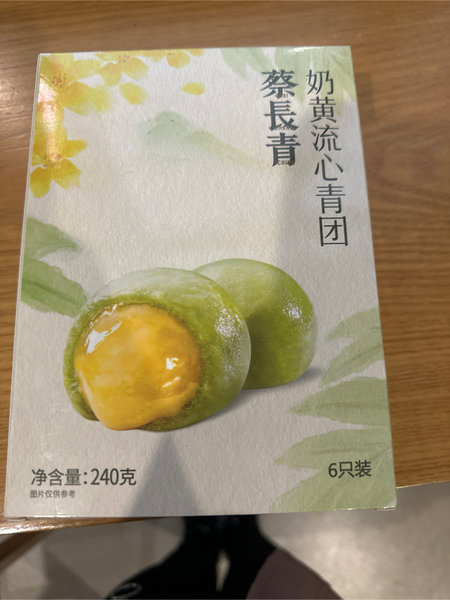 奶黄流心青团
蔡長青
净含量:240克
图片仅供参考
6只装